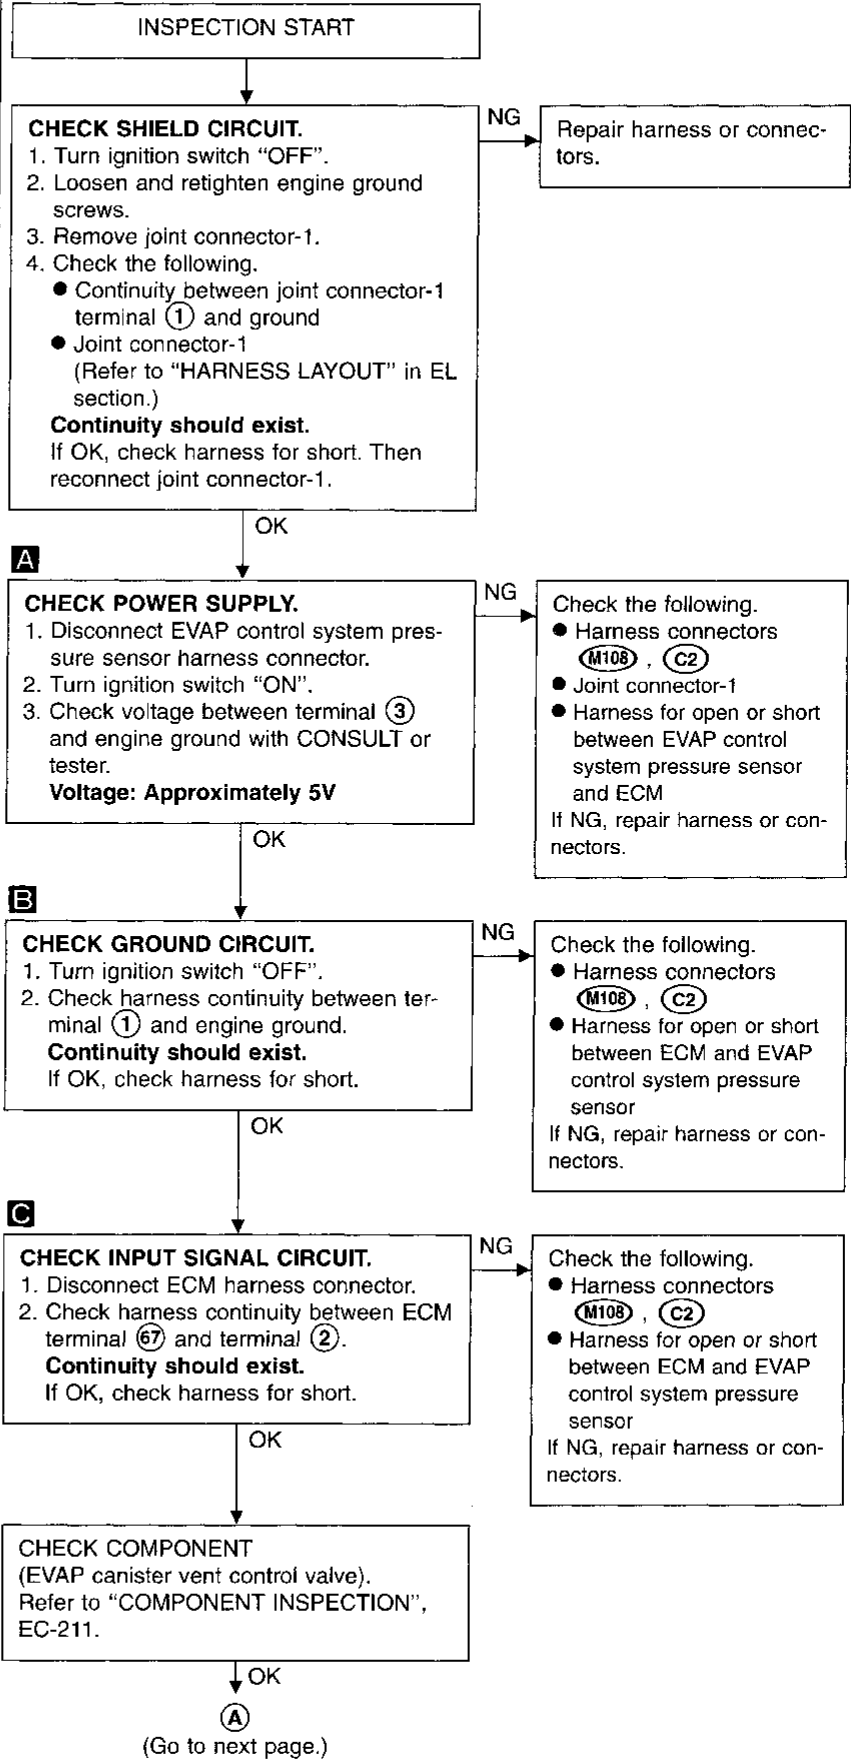 INSPECTION START
CHECK SHIELD CIRCUIT.
1. Turn ignition switch “OFF”.
2. Loosen and retighten engine ground
screws.
3. Remove joint connector-1.
4. Check the following.
● Continuity between joint connector-1
terminal ① and ground
● Joint connector-1
(Refer to “HARNESS LAYOUT” in EL
section.)
Continuity should exist.
If OK, check harness for short. Then
reconnect joint connector-1.
NG
Repair harness or connec-
tors.
OK
A
CHECK POWER SUPPLY.
1. Disconnect EVAP control system pres-
sure sensor harness connector.
2. Turn ignition switch “ON”.
3. Check voltage between terminal ③
and engine ground with CONSULT or
tester.
Voltage: Approximately 5V
NG
Check the following.
● Harness connectors
M108 , C2
● Joint connector-1
● Harness for open or short
between EVAP control
system pressure sensor
and ECM
If NG, repair harness or con-
nectors.
OK
B
CHECK GROUND CIRCUIT.
1. Turn ignition switch “OFF”.
2. Check harness continuity between ter-
minal ① and engine ground.
Continuity should exist.
If OK, check harness for short.
NG
Check the following.
● Harness connectors
M108 , C2
● Harness for open or short
between ECM and EVAP
control system pressure
sensor
If NG, repair harness or con-
nectors.
OK
C
CHECK INPUT SIGNAL CIRCUIT.
1. Disconnect ECM harness connector.
2. Check harness continuity between ECM
terminal 67 and terminal ②.
Continuity should exist.
If OK, check harness for short.
NG
Check the following.
● Harness connectors
M108 , C2
● Harness for open or short
between ECM and EVAP
control system pressure
sensor
If NG, repair harness or con-
nectors.
OK
CHECK COMPONENT
(EVAP canister vent control valve).
Refer to “COMPONENT INSPECTION”,
EC-211.
OK
Ⓐ
(Go to next page.)